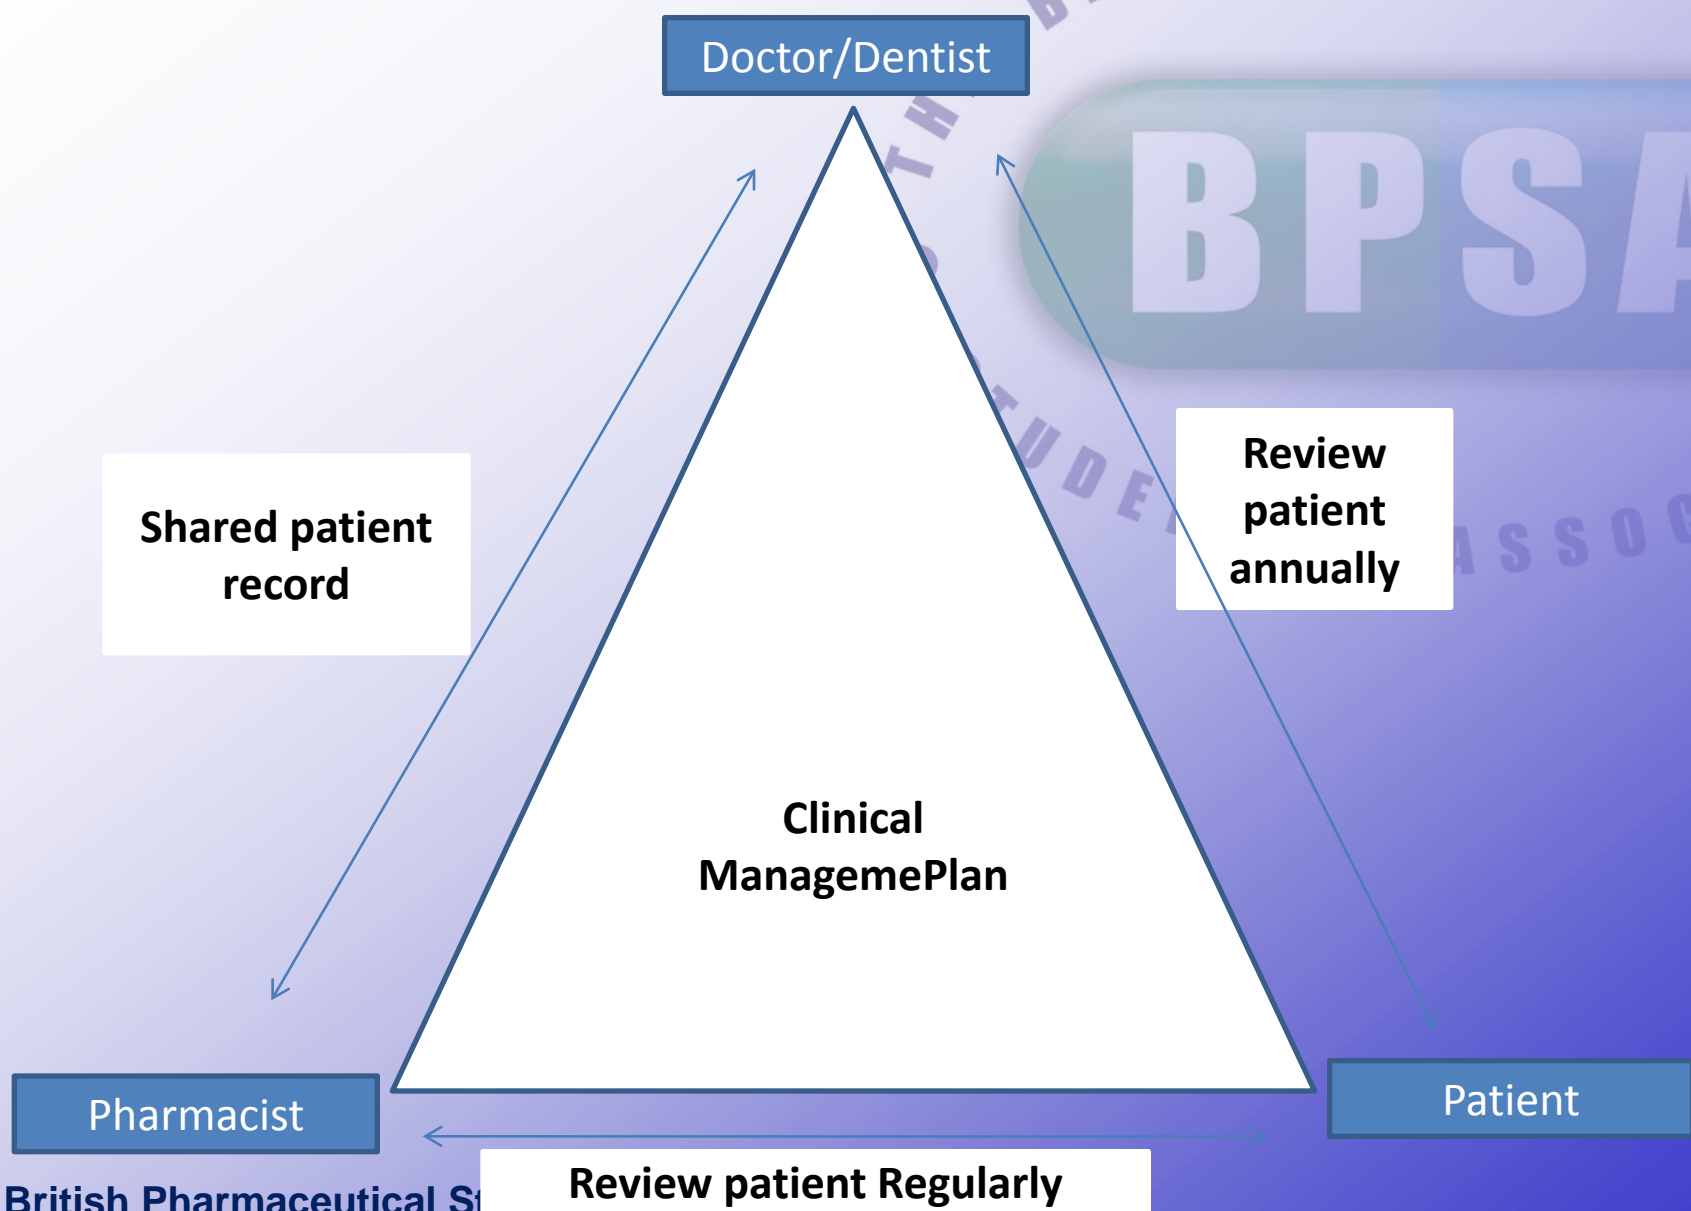 Doctor/Dentist
BPSA
Shared patient
record
Review
patient
annually
ASSOC
Clinical
ManagemePlan
Pharmacist
Patient
Review patient Regularly
British Pharmaceutical St